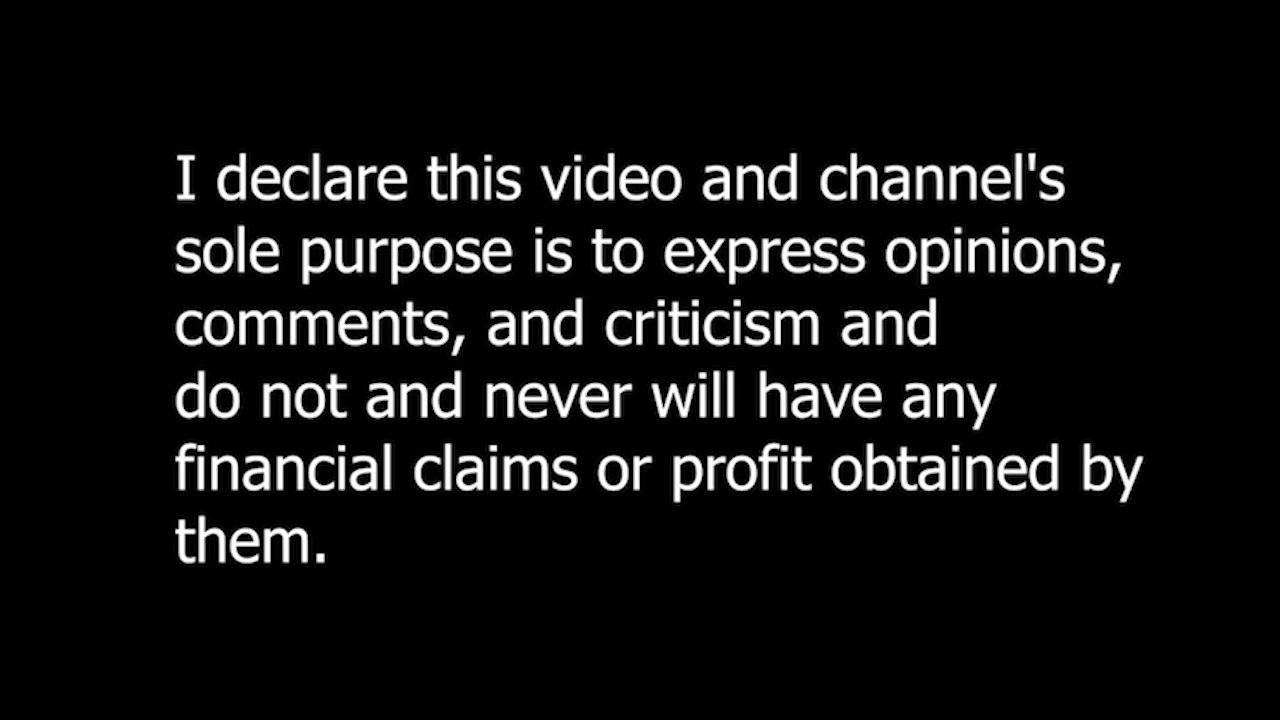 I declare this video and channel's
sole purpose is to express opinions,
comments, and criticism and
do not and never will have any
financial claims or profit obtained by
them.